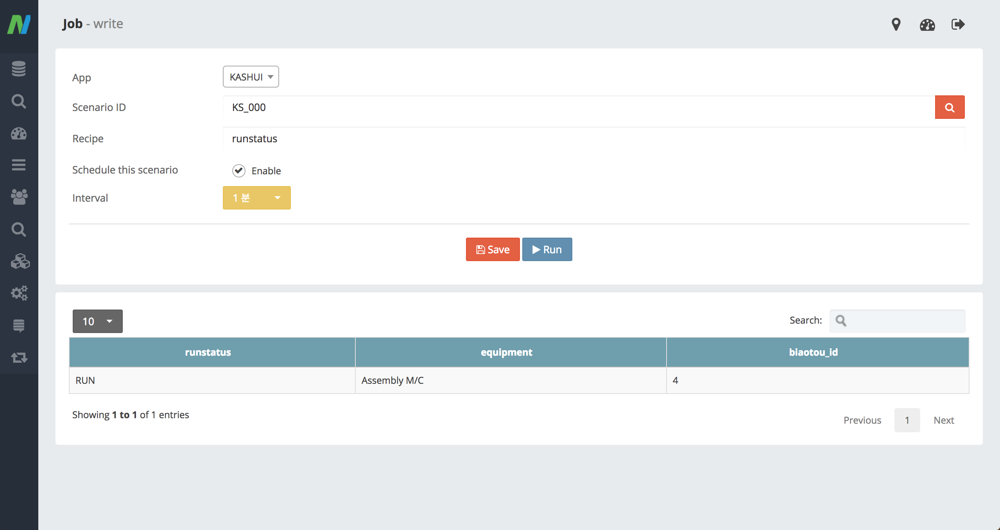 Job - write
App KASHUI
Scenario ID KS_000
Recipe runstatus
Schedule this scenario Enable
Interval 1 분
Save Run
10 Search:
runstatus equipment biaotou_id
RUN Assembly M/C 4
Showing 1 to 1 of 1 entries
Previous 1 Next